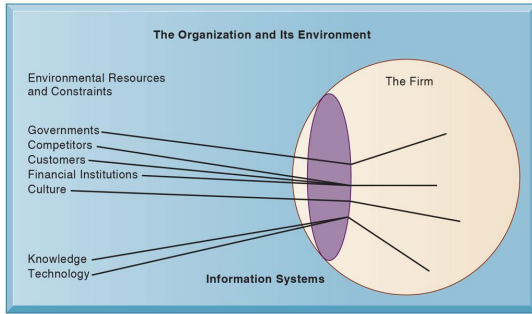 The Organization and Its Environment
Environmental Resources
and Constraints
The Firm
Governments
Competitors
Customers
Financial Institutions
Culture
Knowledge
Technology
Information Systems